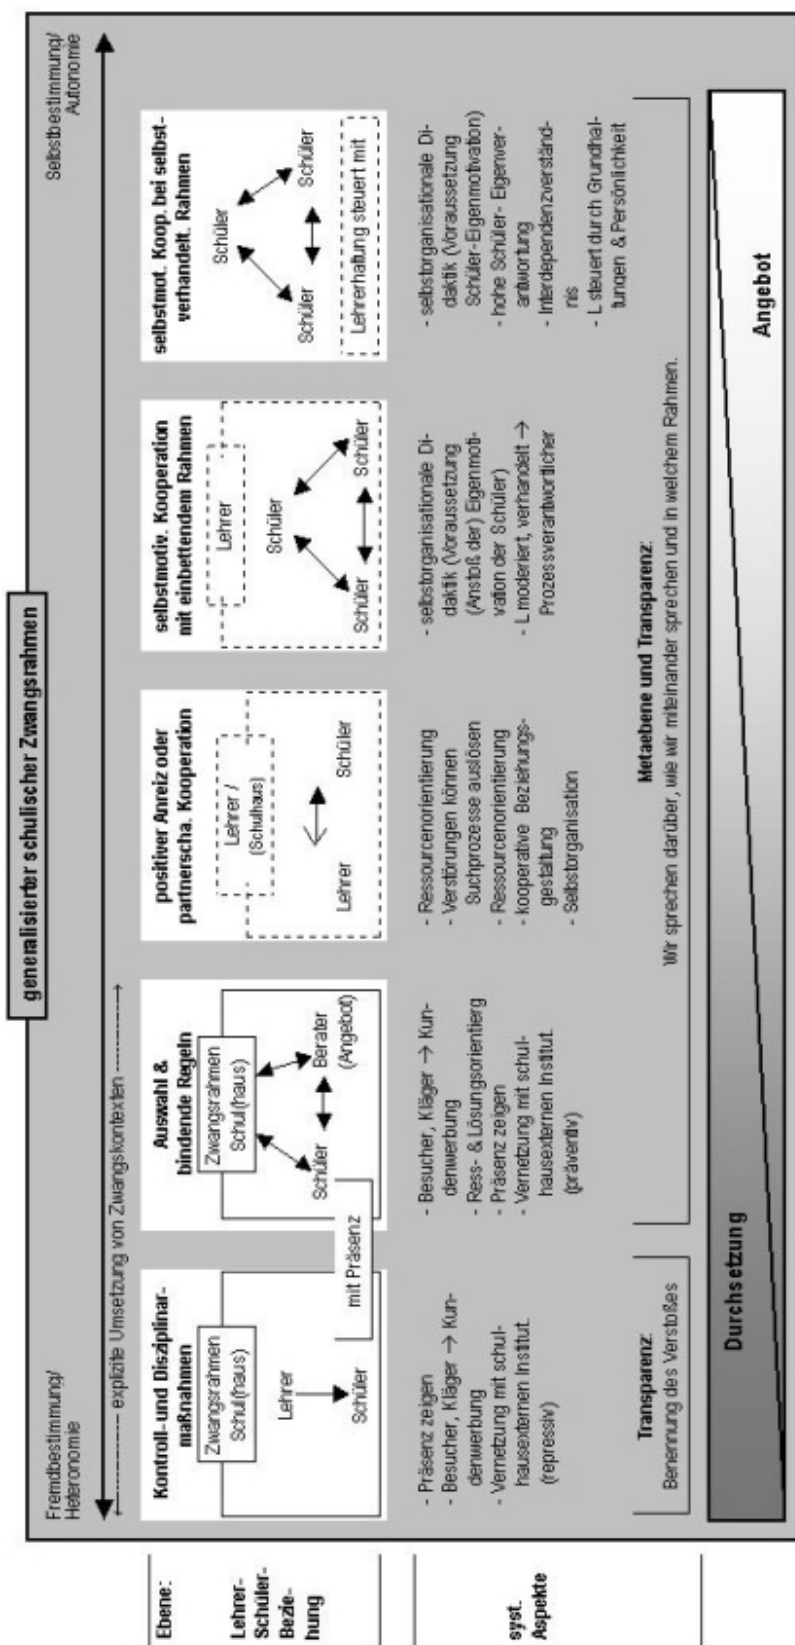 generalisierter schulischer Zwangsrahmen
Fremdbestimmung/
Heteronomie
Selbstbestimmung/
Autonomie
explizite Umsetzung von Zwangskontexten
Ebene:
Lehrer-
Schüler-
Bezie-
hung
Kontroll-und Disziplinar-
maßnahmen
Zwangsrahmen
Schul(haus)
Lehrer
Schüler
mit Präsenz
Auswahl &
bindende Regeln
Zwangsrahmen
Schul(haus)
Schüler
Berater
(Angebot)
positiver Anreiz oder
partnerscha. Kooperation
Lehrer /
(Schulhaus)
Lehrer
Schüler
selbstmotiv. Kooperation
mit einbettendem Rahmen
Lehrer
Schüler
Schüler
Schüler
selbstmot. Koop. bei selbst-
verhandelt. Rahmen
Schüler
Schüler
Schüler
Lehrerhaltung steuert mit
syst.
Aspekte
- Präsenz zeigen
- Besucher, Kläger → Kun-
denwerbung
- Vernetzung mit schul-
hausexternen Institut.
(repressiv)
- Besucher, Kläger → Kun-
denwerbung
- Ress- & Lösungsorientierg
- Präsenz zeigen
- Vernetzung mit schul-
hausexternen Institut.
(präventiv)
- Ressourcenorientierung
- Verstörungen können
Suchprozesse auslösen
- Ressourcenorientierung
- kooperative Beziehungs-
gestaltung
- Selbstorganisation
- selbstorganisationale Di-
daktik (Voraussetzung
(Anstoß der) Eigenmoti-
vation der Schüler)
- L moderiert, verhandelt →
Prozessverantwortlicher
- selbstorganisationale Di-
daktik (Voraussetzung
Schüler-Eigenmotivation)
- hohe Schüler- Eigenver-
antwortung
- Interdependenzverständ-
nis
- L steuert durch Grundhal-
tungen & Persönlichkeit
Transparenz:
Benennung des Verstoßes
Metaebene und Transparenz:
Wir sprechen darüber, wie wir miteinander sprechen und in welchem Rahmen.
Durchsetzung
Angebot